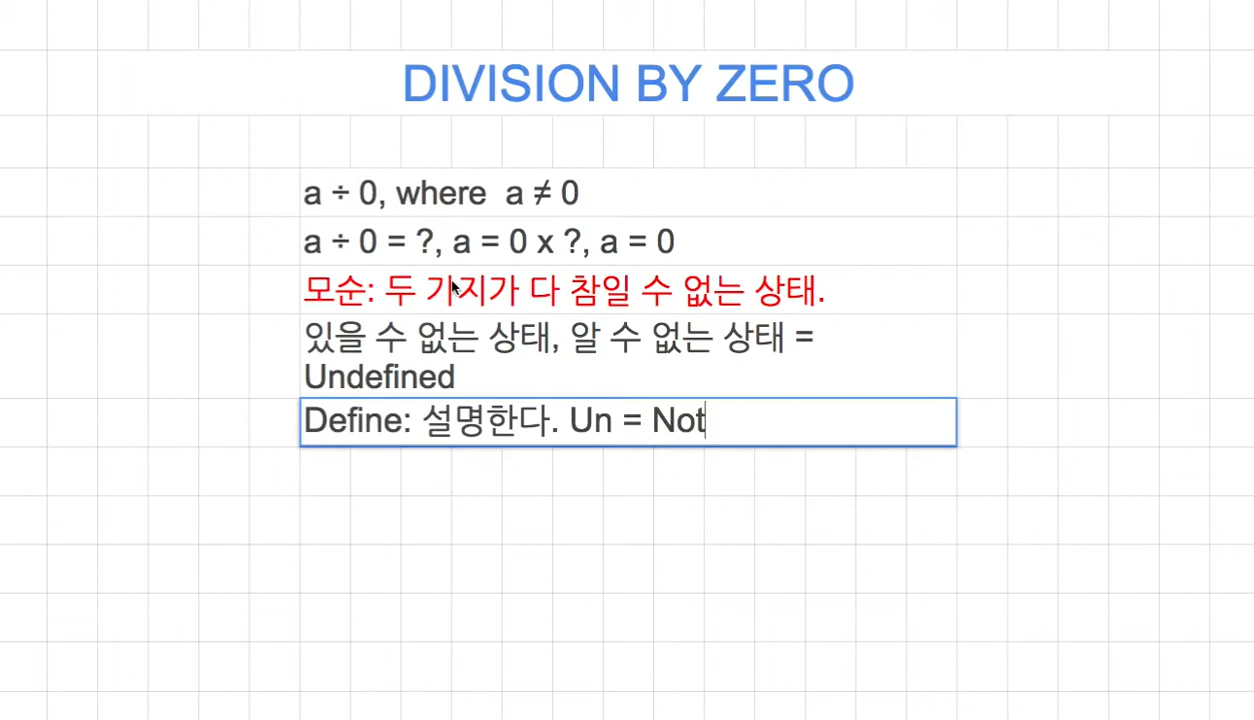 DIVISION BY ZERO
a ÷ 0, where  a ≠ 0
a ÷ 0 = ?, a = 0 x ?, a = 0
모순: 두 가지가 다 참일 수 없는 상태.
있을 수 없는 상태, 알 수 없는 상태 =
Undefined
Define: 설명한다. Un = Not